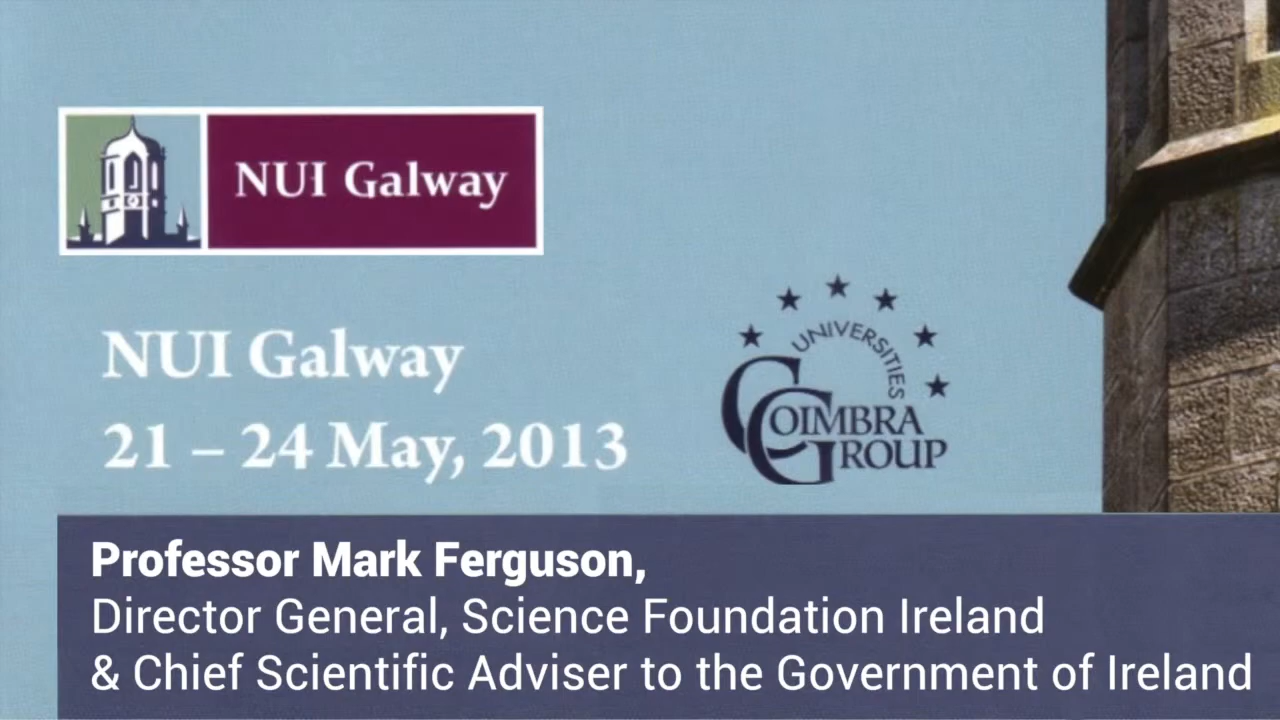 NUI Galway
NUI Galway
21 – 24 May, 2013
UNIVERSITIES
COIMBRA
GROUP
Professor Mark Ferguson,
Director General, Science Foundation Ireland
& Chief Scientific Adviser to the Government of Ireland